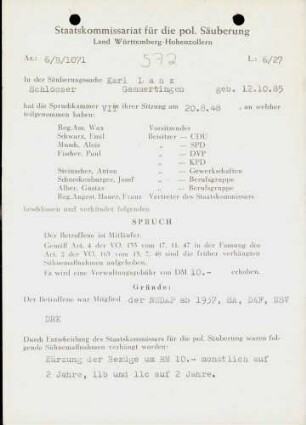 Staatskommissariat für die pol. Säuberung
Land Württemberg-Hohenzollern
Az.: 6/B/1071 572 L: 6/27
In der Säuberungssache Karl Lanz
Schlosser Gammertingen geb. 12.10.85
hat die Spruchkammer VII in ihrer Sitzung am 20.8.48, an welcher
teilgenommen haben:
Reg.Am. Wax Vorsitzender
Schwarz, Emil Beisitzer — CDU
Munds, Alois „ — SPD
Fischer, Paul „ — DVP
„ — KPD
Steinacher, Anton „ — Gewerkschaften
Schneckenburger, Josef „ — Berufsgruppe
Alber, Gustav „ — Berufsgruppe
Reg.Angest. Hauer, Franz Vertreter des Staatskommissars
beschlossen und verkündet folgenden
SPRUCH
Der Betroffene ist Mitläufer.
Gemäß Art. 4 der VO. 133 vom 17. 11. 47 in der Fassung des
Art. 2 der VO. 165 vom 13. 7. 48 sind die früher verhängten
Sühnemaßnahmen aufgehoben.
Es wird eine Verwaltungsgebühr von DM 10.- erhoben.
Gründe:
Der Betroffene war Mitglied der NSDAP ab 1937, SA, DAF, NSV
DRK
Durch Entscheidung des Staatskommissars für die pol. Säuberung waren fol-
gende Sühnemaßnahmen verhängt worden:
Kürzung der Bezüge um RM 10.- monatlich auf
2 Jahre, 11b und 11c auf 2 Jahre.